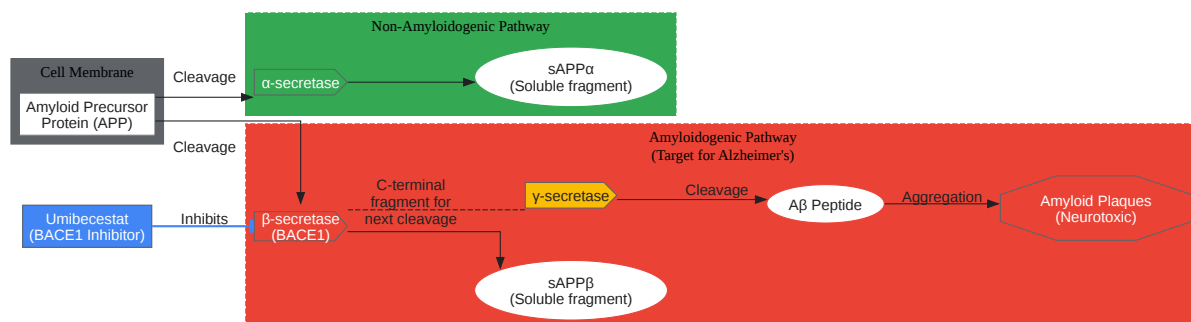 Non-Amyloidogenic Pathway
Cell Membrane
Amyloid Precursor
Protein (APP)
Cleavage
α-secretase
sAPPα
(Soluble fragment)
Cleavage
Amyloidogenic Pathway
(Target for Alzheimer's)
Umibecestat
(BACE1 Inhibitor)
Inhibits
β-secretase
(BACE1)
C-terminal
fragment for
next cleavage
γ-secretase
Cleavage
Aβ Peptide
Aggregation
Amyloid Plaques
(Neurotoxic)
sAPPβ
(Soluble fragment)